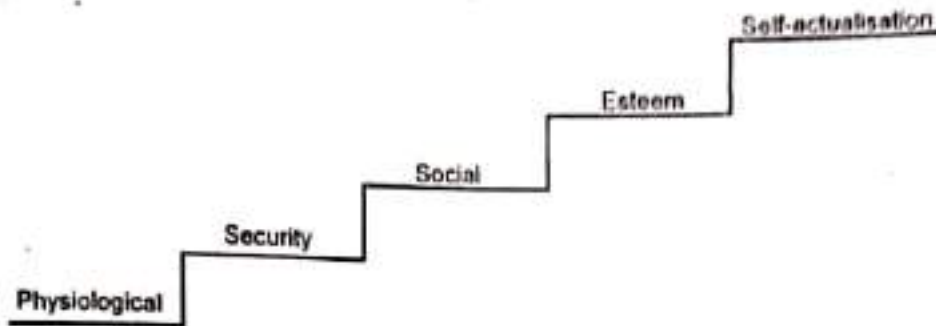 Self-actualisation
Esteem
Social
Security
Physiological